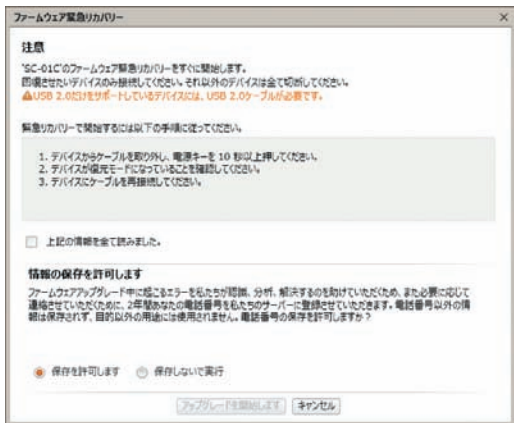 ファームウェア緊急リカバリー
注意
'SC-01C'のファームウェア緊急リカバリーをすぐに開始します。
回復させたいデバイスのみ接続してください。それ以外のデバイスは全て切断してください。
USB 2.0だけをサポートしているデバイスには、USB 2.0ケーブルが必要です。
緊急リカバリーで開始するには以下の手順に従ってください。
1. デバイスからケーブルを取り外し、電源キーを 10 秒以上押してください。
2. デバイスが復元モードになっていることを確認してください。
3. デバイスにケーブルを再接続してください。
上記の情報を全て読みました。
情報の保存を許可します
ファームウェアアップグレード中に起こるエラーを私たちが認識、分析、解決するのを助けていただくため、また必要に応じて
連絡させていただくために、2年間あなたの電話番号を私たちのサーバーに登録させていただきます。電話番号以外の情
報は保存されず、目的以外の用途には使用されません。電話番号の保存を許可しますか？
保存を許可します 保存しないで実行
アップグレードを開始します キャンセル